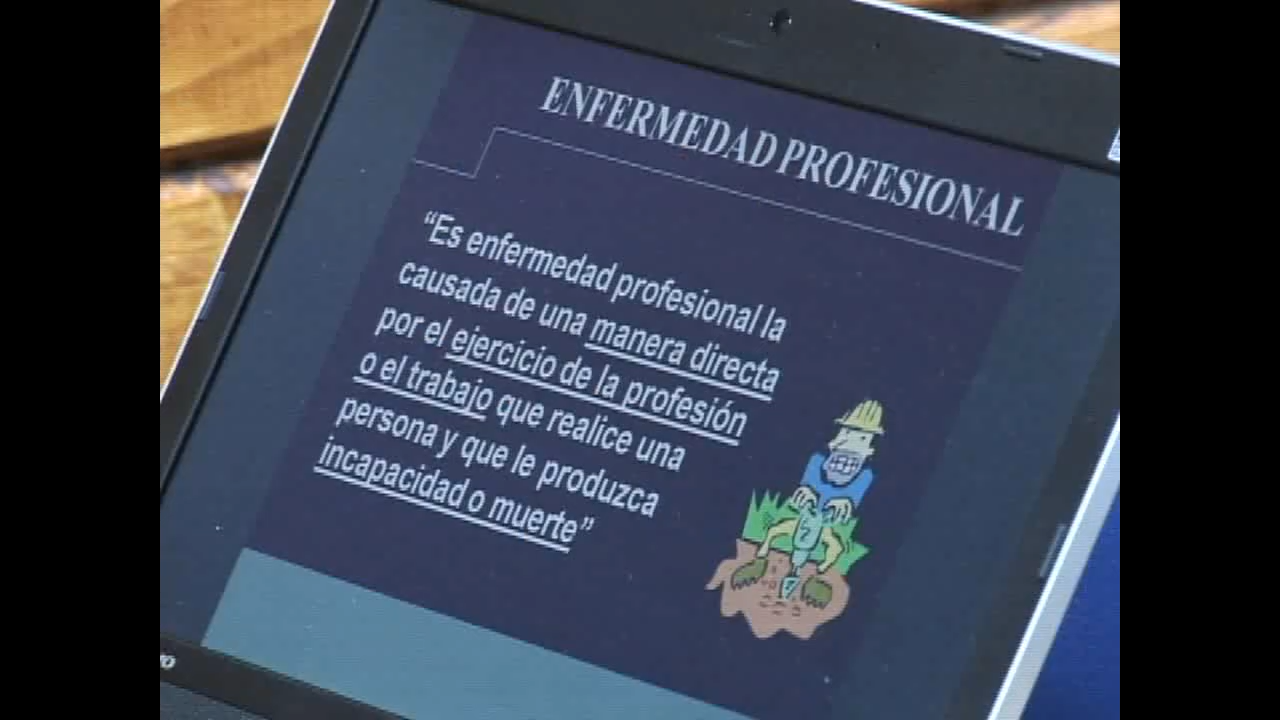 ENFERMEDAD PROFESIONAL
“Es enfermedad profesional la
causada de una manera directa
por el ejercicio de la profesión
o el trabajo que realice una
persona y que le produzca
incapacidad o muerte”